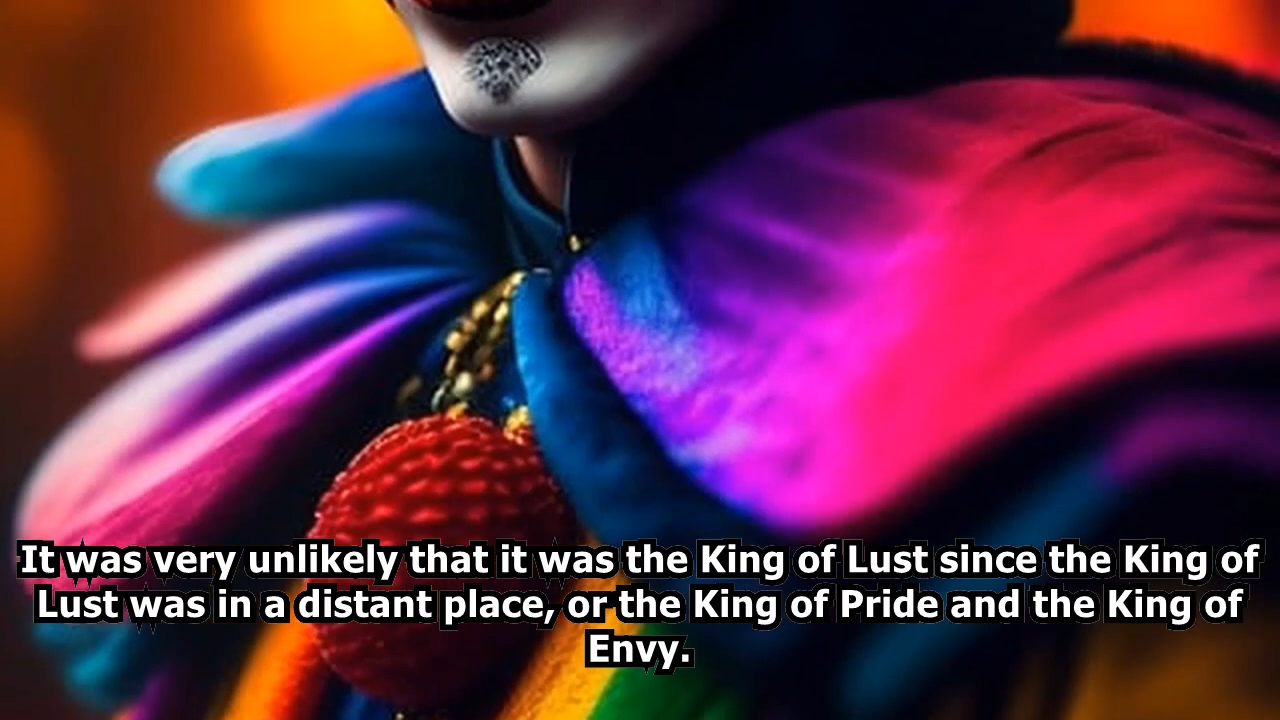 It was very unlikely that it was the King of Lust since the King of
Lust was in a distant place, or the King of Pride and the King of
Envy.